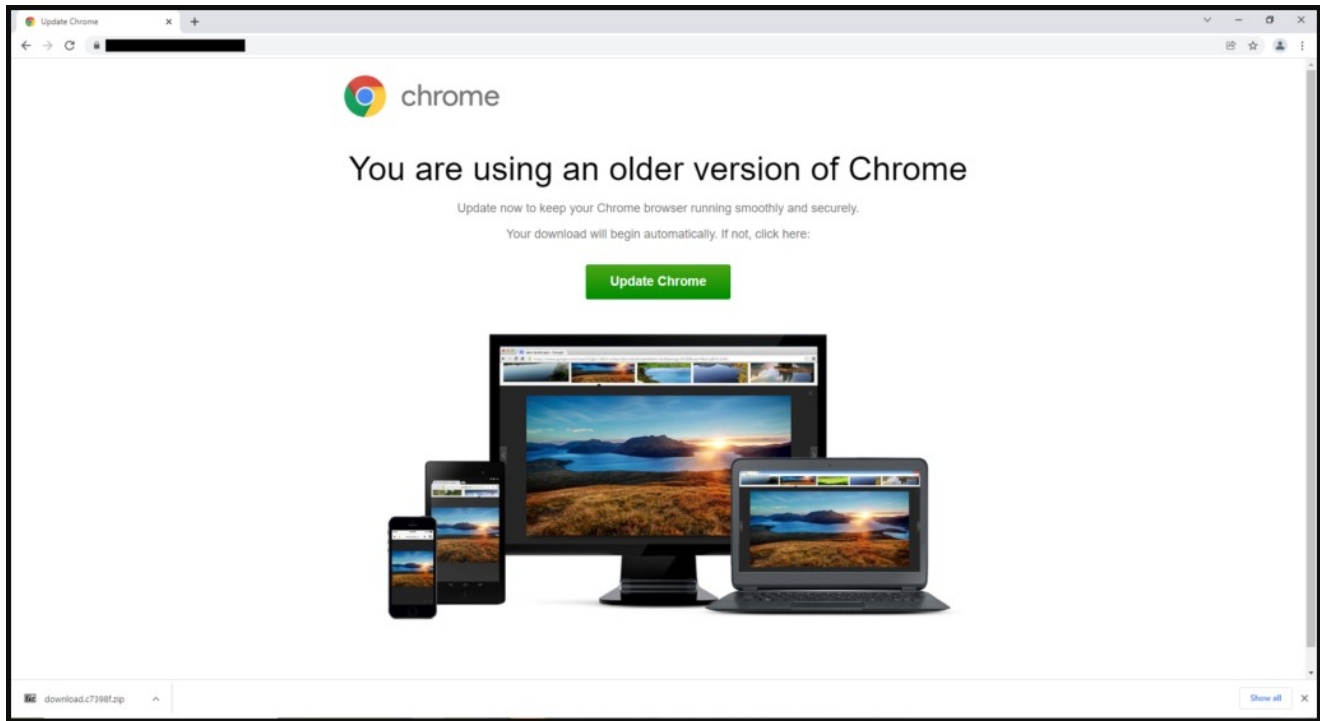 Update Chrome
chrome
You are using an older version of Chrome
Update now to keep your Chrome browser running smoothly and securely.
Your download will begin automatically. If not, click here:
Update Chrome
download.c7398f.zip
Show all